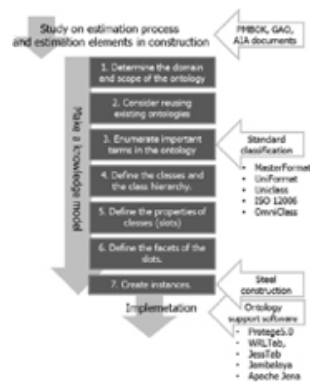 Study on estimation process
and estimation elements in construction
PMBOK, GAO,
AIA documents
Make a knowledge model
1. Determine the domain
and scope of the ontology
2. Consider reusing
existing ontologies
3. Enumerate important
terms in the ontology
4. Define the classes and
the class hierarchy.
5. Define the properties of
classes (slots)
6. Define the facets of the
slots.
7. Create instances.
Implemetation
Standard
classification
• MasterFormat
• UniFormat
• Uniclass
• ISO 12006
• OmniClass
Steel
construction
Ontology
support software
• Protege5.0
• WRLTab,
• JessTab
• Jambalaya
• Apache Jena